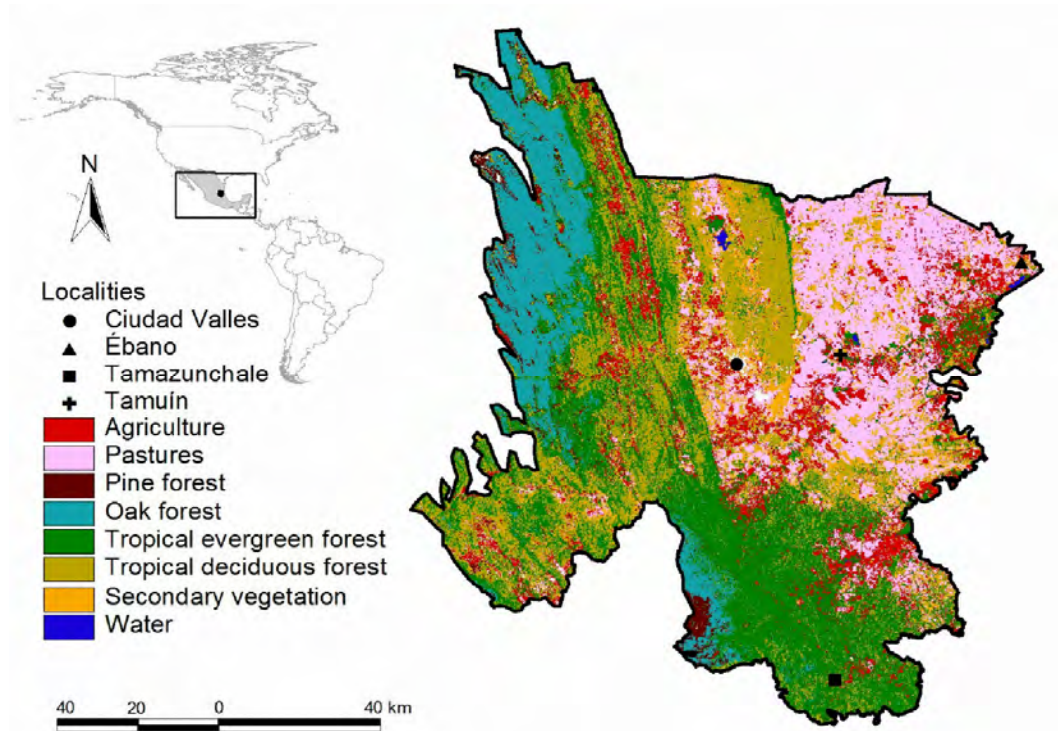 N
Localities
Ciudad Valles
Ébano
Tamazunchale
Tamuín
Agriculture
Pastures
Pine forest
Oak forest
Tropical evergreen forest
Tropical deciduous forest
Secondary vegetation
Water
40 20 0 40 km